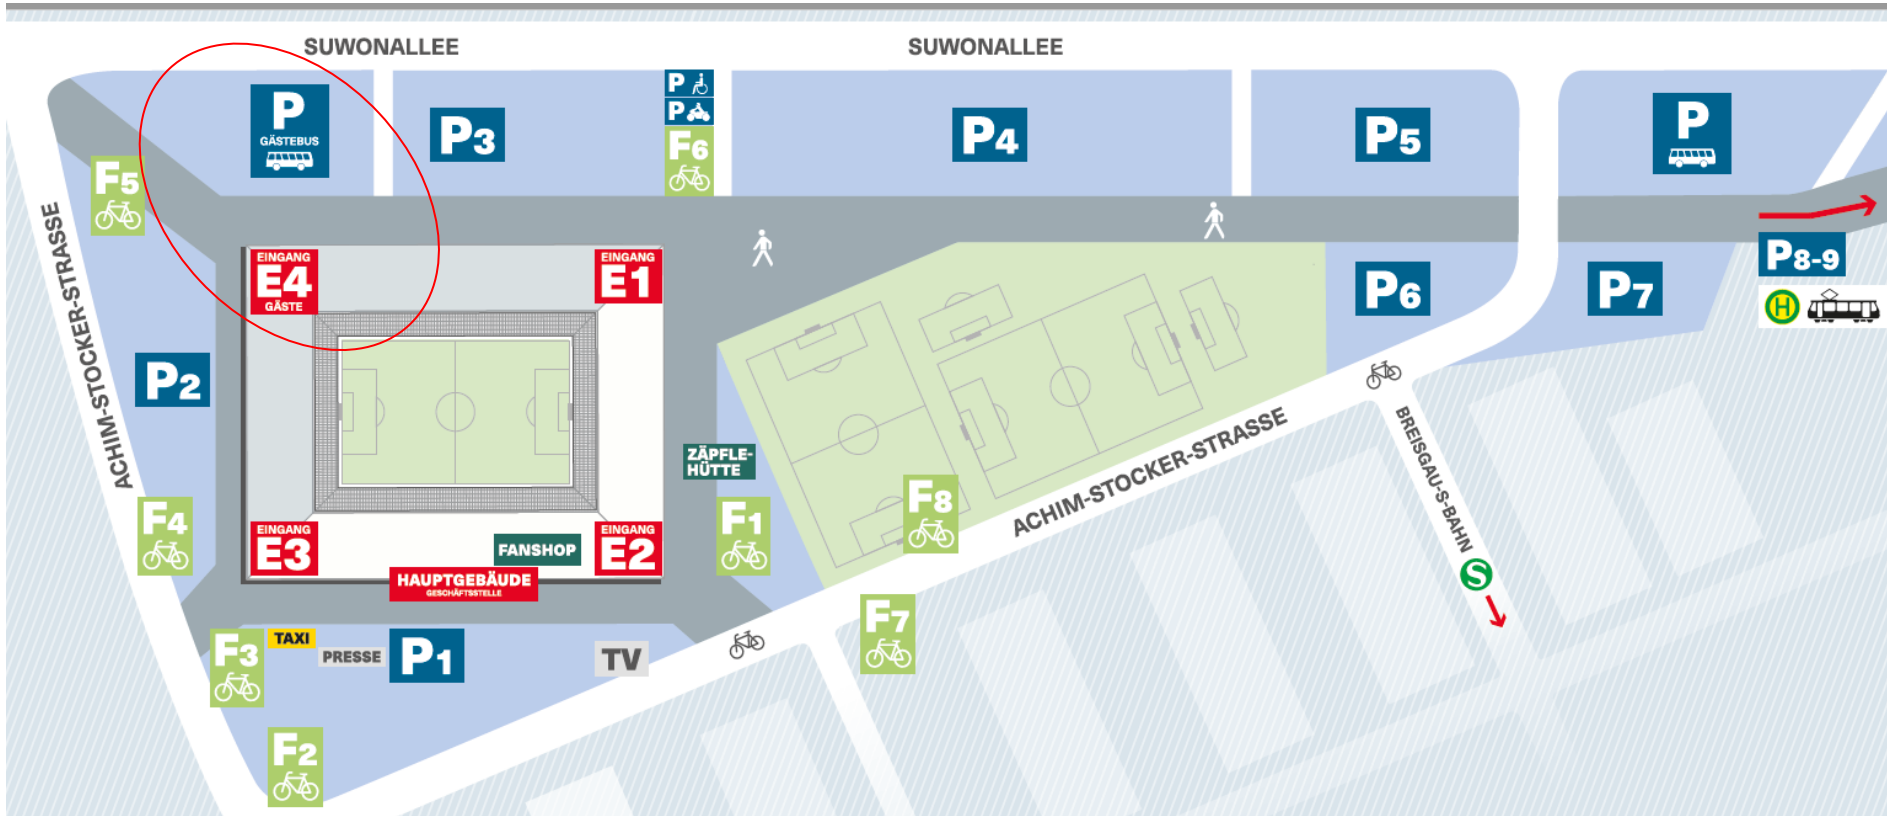 SUWONALLEE
SUWONALLEE
P
GÄSTEBUS
P3
P
P
F6
P4
P5
P
F5
ACHIM-STOCKER-STRASSE
EINGANG
E4
GÄSTE
EINGANG
E1
P6
P7
P8-9
H
P2
ZÄPFLE-
HÜTTE
F4
F1
F8
ACHIM-STOCKER-STRASSE
BREISGAU-S-BAHN
S
EINGANG
E3
FANSHOP
EINGANG
E2
HAUPTGEBÄUDE
GESCHÄFTSSTELLE
F3
TAXI
PRESSE
P1
TV
F7
F2